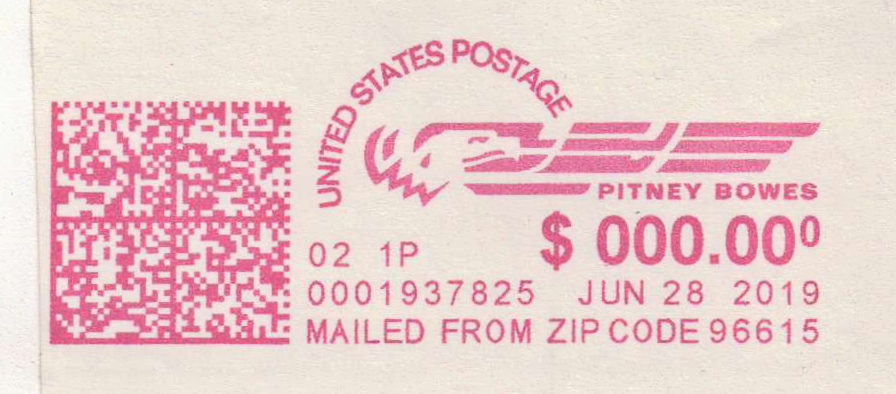 UNITED STATES POSTAGE
PITNEY BOWES
02 1P
$ 000.00⁰
0001937825 JUN 28 2019
MAILED FROM ZIP CODE 96615